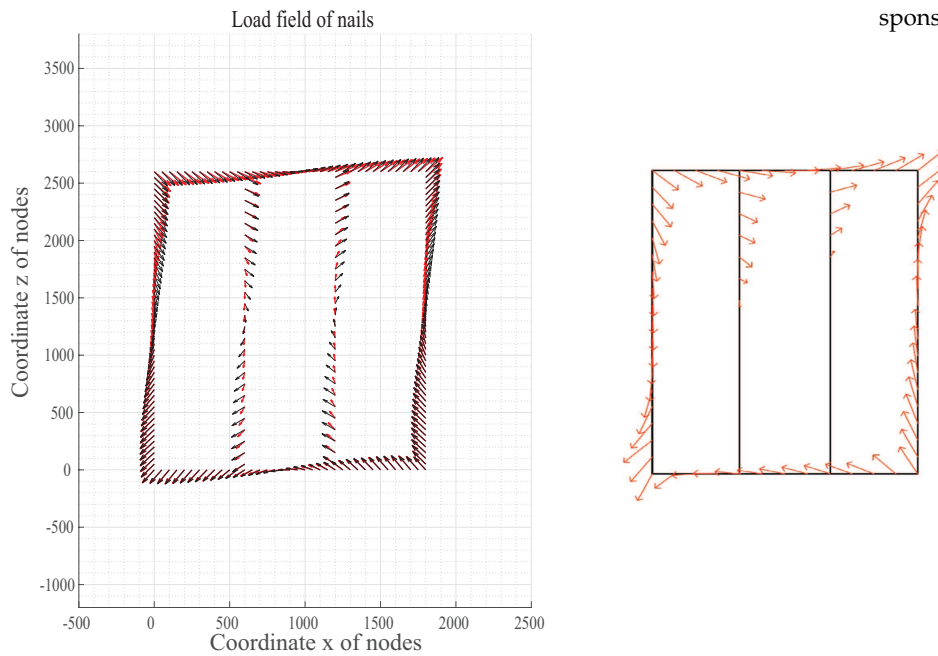 Load field of nails
spons
3500
3000
2500
2000
1500
1000
500
0
-500
-1000
Coordinate z of nodes
-500 0 500 1000 1500 2000 2500
Coordinate x of nodes